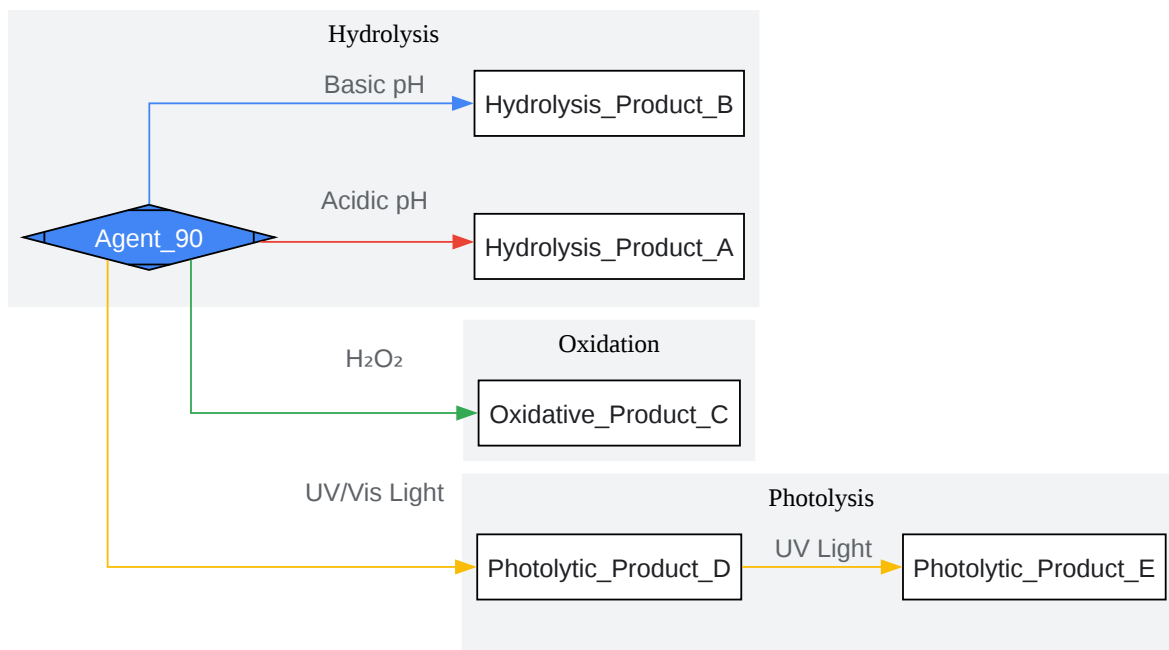 Hydrolysis
Basic pH
Hydrolysis_Product_B
Acidic pH
Agent_90
Hydrolysis_Product_A
Oxidation
H₂O₂
Oxidative_Product_C
UV/Vis Light
Photolysis
Photolytic_Product_D
UV Light
Photolytic_Product_E